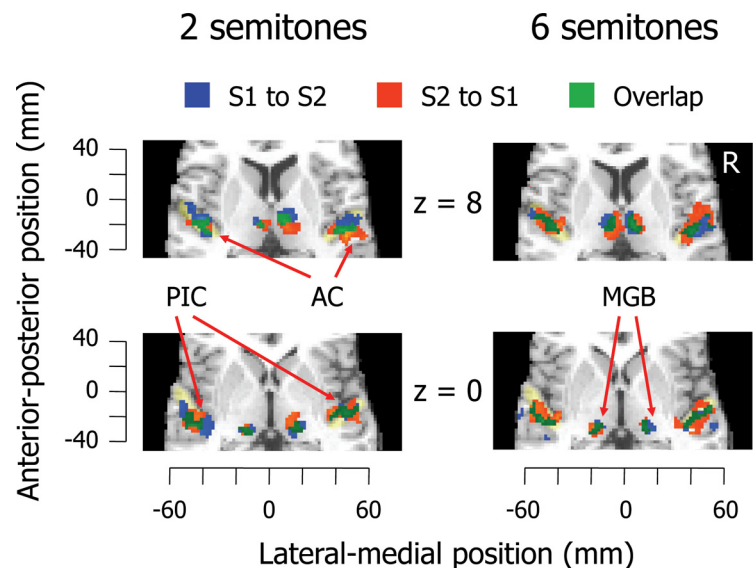 2 semitones 6 semitones
S1 to S2 S2 to S1 Overlap
Anterior-posterior position (mm)
40
0
-40
R
z = 8
PIC AC MGB
40
0
-40
z = 0
-60 0 60 -60 0 60
Lateral-medial position (mm)